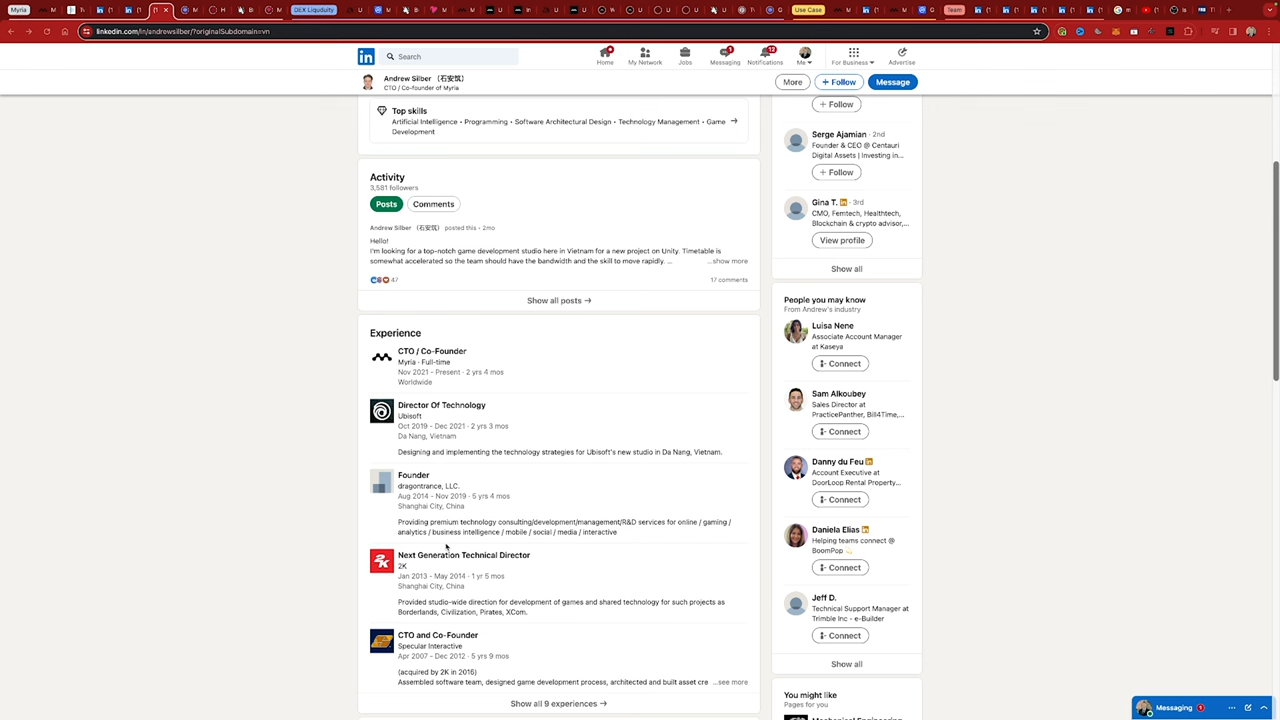 Myria
DEX Liquidity
Use Case
Team
linkedin.com/in/andrewsilber/?originalSubdomain=vn
Search
Home
My Network
Jobs
Messaging
Notifications
Me
For Business
Advertise
Andrew Silber （石安筑）
CTO / Co-founder of Myria
More
+ Follow
Message
Top skills
Artificial Intelligence • Programming • Software Architectural Design • Technology Management • Game
Development
Activity
3,581 followers
Posts
Comments
Andrew Silber （石安筑） posted this • 2mo
Hello!
I'm looking for a top-notch game development studio here in Vietnam for a new project on Unity. Timetable is
somewhat accelerated so the team should have the bandwidth and the skill to move rapidly. ...
...show more
47
17 comments
Show all posts →
Experience
CTO / Co-Founder
Myria · Full-time
Nov 2021 - Present · 2 yrs 4 mos
Worldwide
Director Of Technology
Ubisoft
Oct 2019 - Dec 2021 · 2 yrs 3 mos
Da Nang, Vietnam
Designing and implementing the technology strategies for Ubisoft's new studio in Da Nang, Vietnam.
Founder
dragontrance, LLC.
Aug 2014 - Nov 2019 · 5 yrs 4 mos
Shanghai City, China
Providing premium technology consulting/development/management/R&D services for online / gaming /
analytics / business intelligence / mobile / social / media / interactive
Next Generation Technical Director
2K
Jan 2013 - May 2014 · 1 yr 5 mos
Shanghai City, China
Provided studio-wide direction for development of games and shared technology for such projects as
Borderlands, Civilization, Pirates, XCom.
CTO and Co-Founder
Specular Interactive
Apr 2007 - Dec 2012 · 5 yrs 9 mos
(acquired by 2K in 2016)
Assembled software team, designed game development process, architected and built asset cre
...see more
Show all 9 experiences →
+ Follow
Serge Ajamian · 2nd
Founder & CEO @ Centauri
Digital Assets | Investing in...
+ Follow
Gina T. · 3rd
CMO, Femtech, Healthtech,
Blockchain & crypto advisor,...
View profile
Show all
People you may know
From Andrew's industry
Luisa Nene
Associate Account Manager
at Kaseya
Connect
Sam Alkoubey
Sales Director at
PracticePanther, Bill4Time,...
Connect
Danny du Feu
Account Executive at
DoorLoop Rental Property...
Connect
Daniela Elias
Helping teams connect @
BoomPop
Connect
Jeff D.
Technical Support Manager at
Trimble Inc - e-Builder
Connect
Show all
You might like
Pages for you
Messaging
1